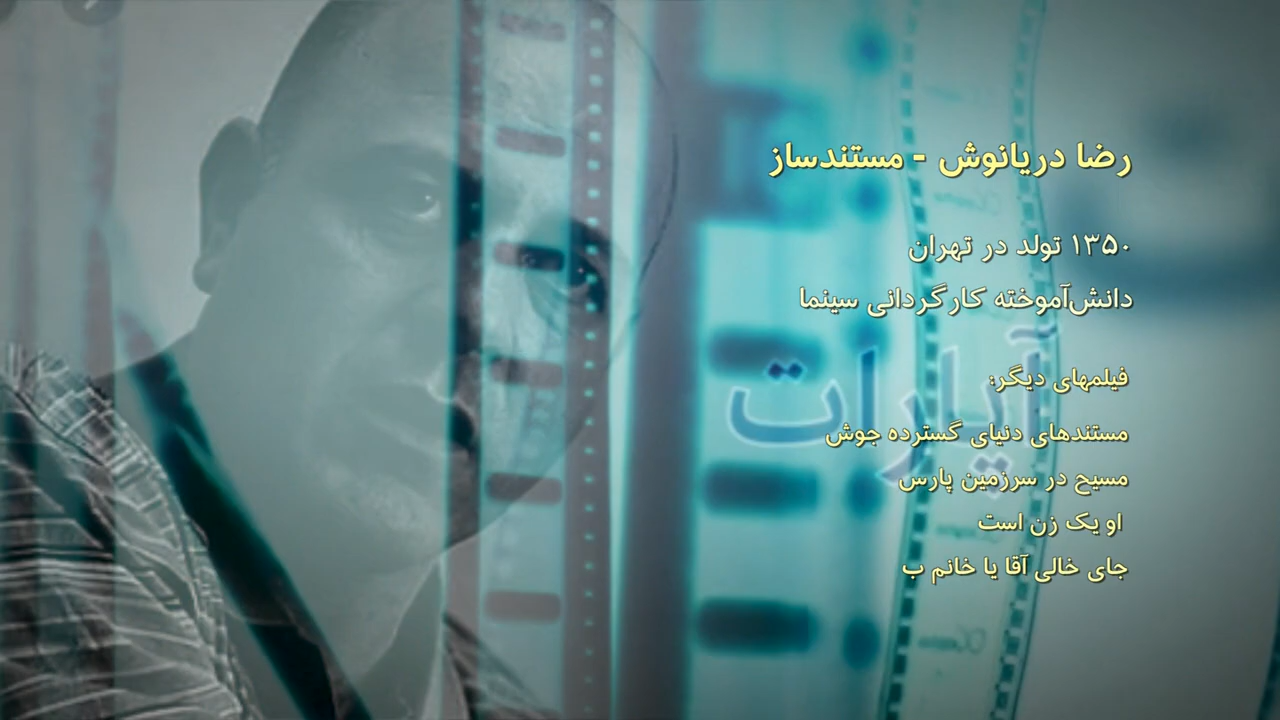 رضا دریانوش - مستندساز
۱۳۵۰ تولد در تهران
دانش‌آموخته کارگردانی سینما
آپارات
فیلمهای دیگر:
مستندهای دنیای گسترده جوش
مسیح در سرزمین پارس
او یک زن است
جای خالی آقا یا خانم ب